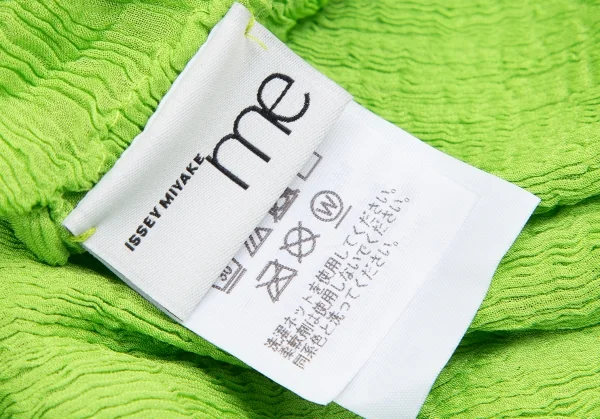 me
ISSEY MIYAKE
W
洗濯ネットを使用してください。
柔軟剤は使用しないでください。
同系色と洗ってください。